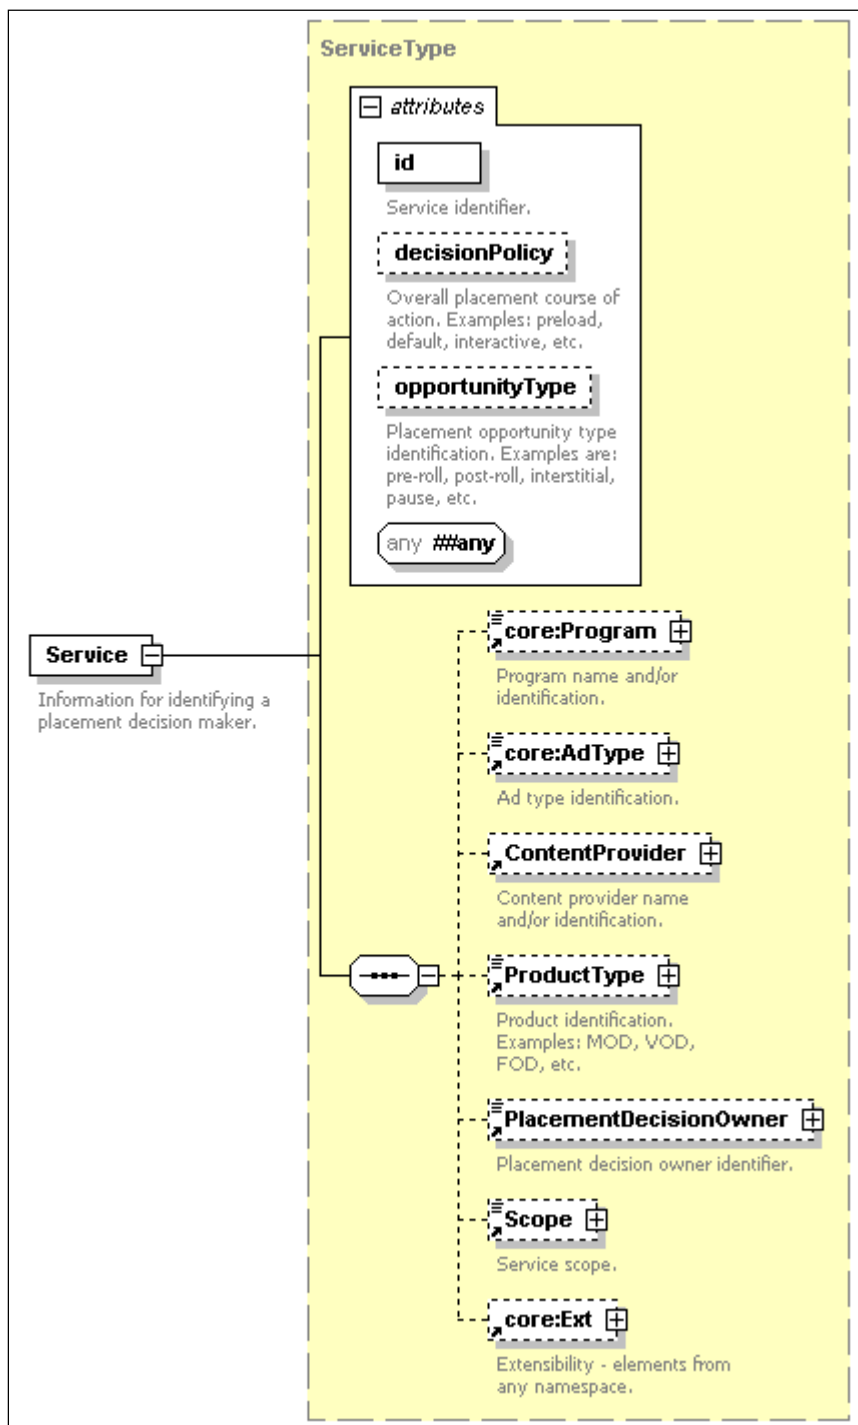 ServiceType
attributes
id
Service identifier.
decisionPolicy
Overall placement course of
action. Examples: preload,
default, interactive, etc.
opportunityType
Placement opportunity type
identification. Examples are:
pre-roll, post-roll, interstitial,
pause, etc.
any ##any
Service
Information for identifying a
placement decision maker.
core:Program
Program name and/or
identification.
core:AdType
Ad type identification.
ContentProvider
Content provider name
and/or identification.
ProductType
Product identification.
Examples: MOD, VOD,
FOD, etc.
PlacementDecisionOwner
Placement decision owner identifier.
Scope
Service scope.
core:Ext
Extensibility - elements from
any namespace.